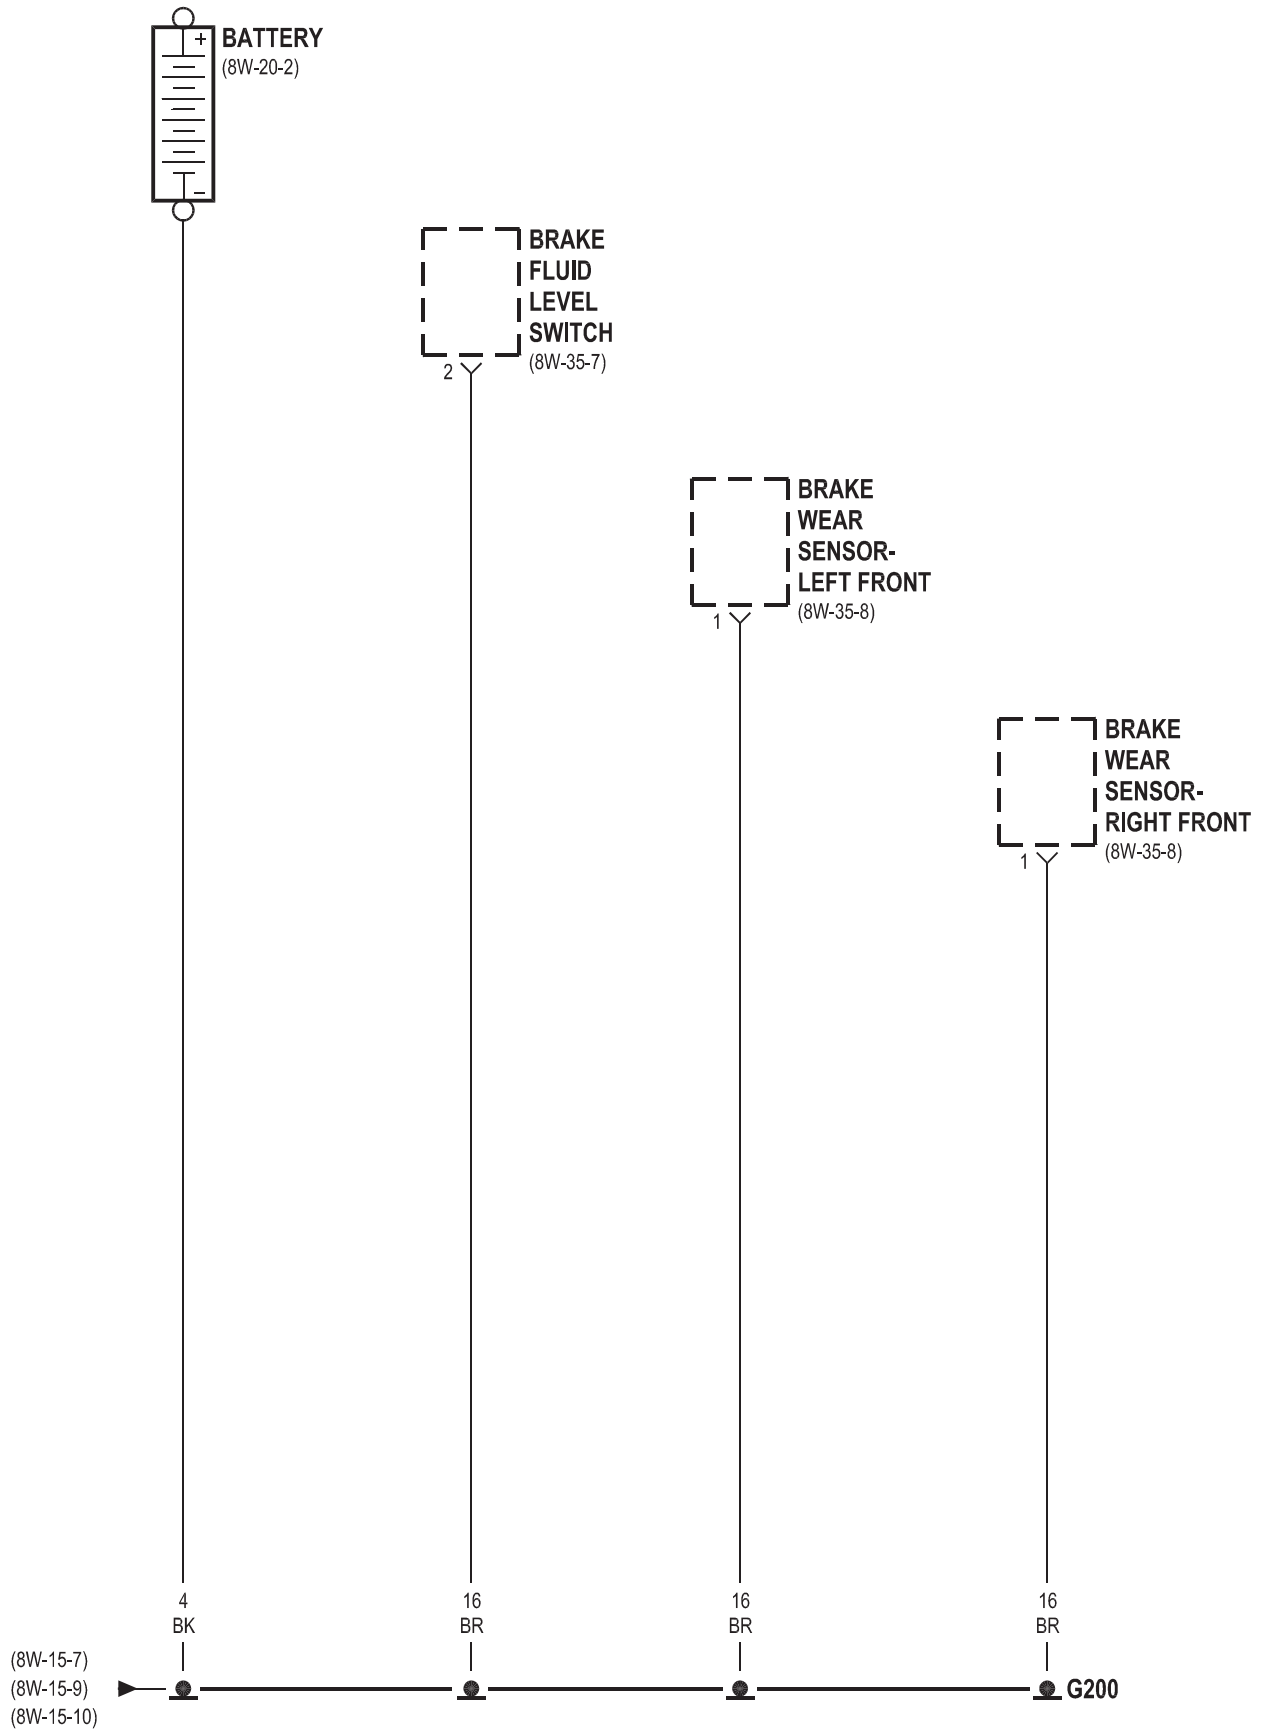 +
BATTERY
(8W-20-2)
–
BRAKE
FLUID
LEVEL
SWITCH
(8W-35-7)
2
BRAKE
WEAR
SENSOR-
LEFT FRONT
(8W-35-8)
1
BRAKE
WEAR
SENSOR-
RIGHT FRONT
(8W-35-8)
1
4
BK
16
BR
16
BR
16
BR
(8W-15-7)
(8W-15-9)
(8W-15-10)
G200